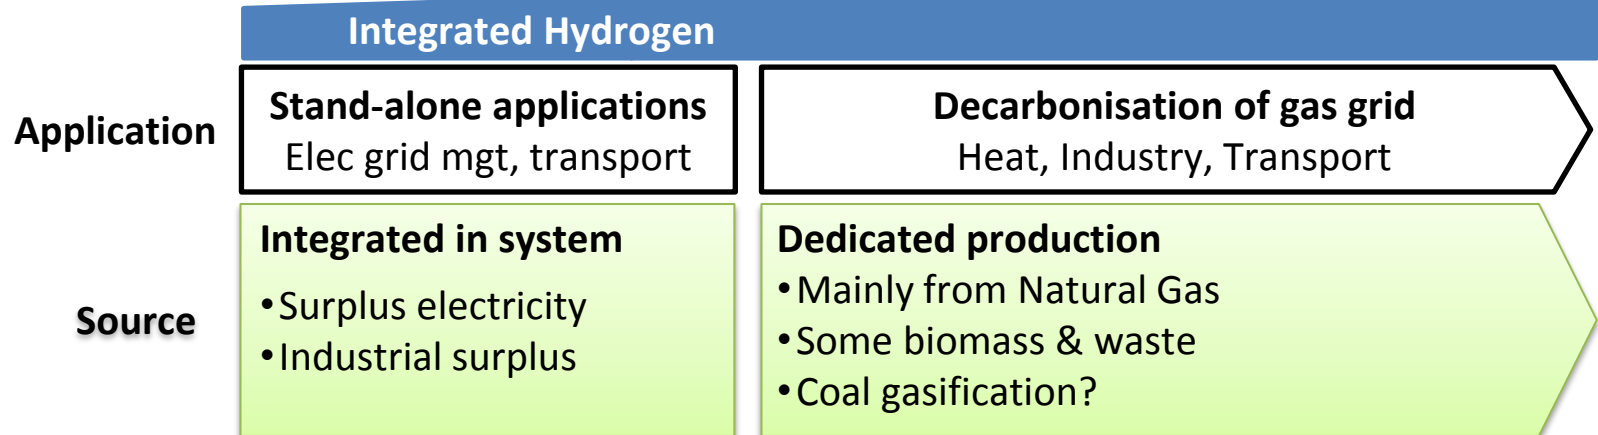 Integrated Hydrogen
Application
Stand-alone applications
Elec grid mgt, transport
Decarbonisation of gas grid
Heat, Industry, Transport
Source
Integrated in system
•Surplus electricity
•Industrial surplus
Dedicated production
•Mainly from Natural Gas
•Some biomass & waste
•Coal gasification?